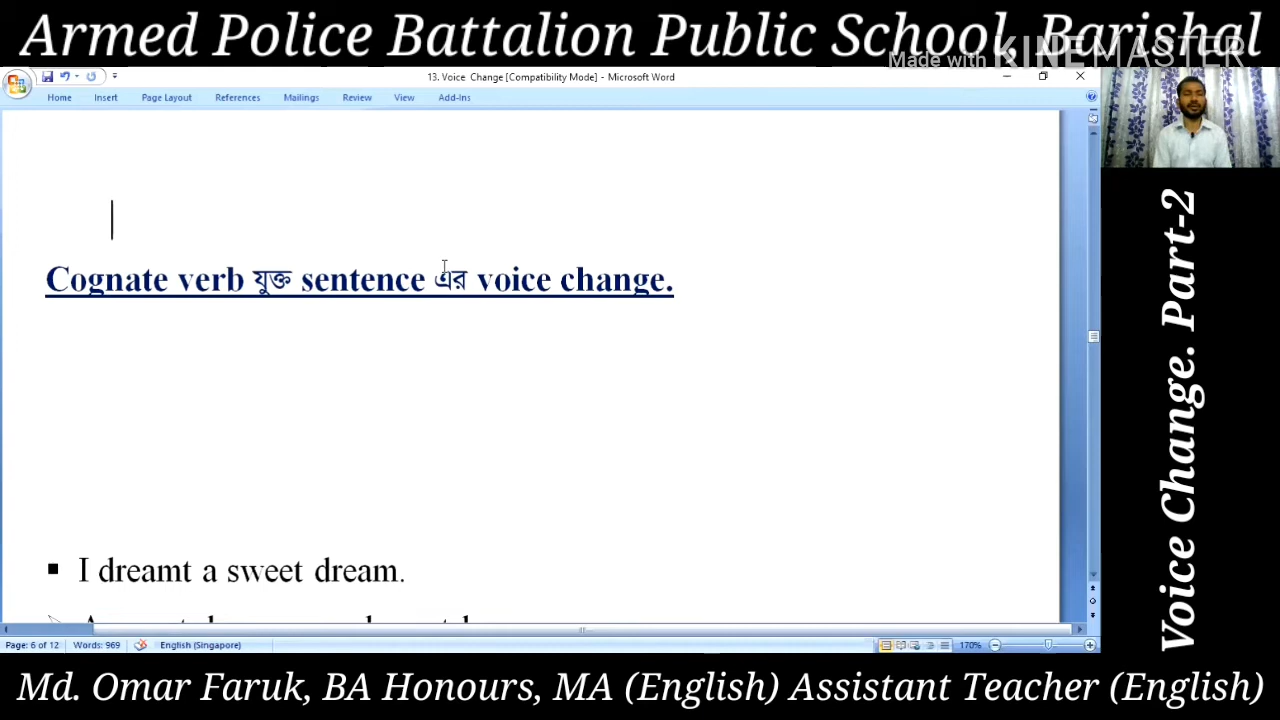 Armed Police Battalion Public School, Barishal
Made with KINEMASTER
13. Voice Change [Compatibility Mode] - Microsoft Word
Home Insert Page Layout References Mailings Review View Add-Ins
Cognate verb যুক্ত sentence এর voice change.
▪ I dreamt a sweet dream.
Page: 6 of 12 Words: 969 English (Singapore) 170%
Voice Change. Part-2
Md. Omar Faruk, BA Honours, MA (English) Assistant Teacher (English)